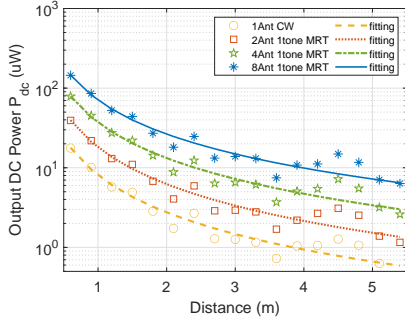 10³
10²
10¹
10⁰
Output DC Power P_dc (uW)
1Ant CW
2Ant 1tone MRT
4Ant 1tone MRT
8Ant 1tone MRT
fitting
fitting
fitting
fitting
1
2
3
4
5
Distance (m)